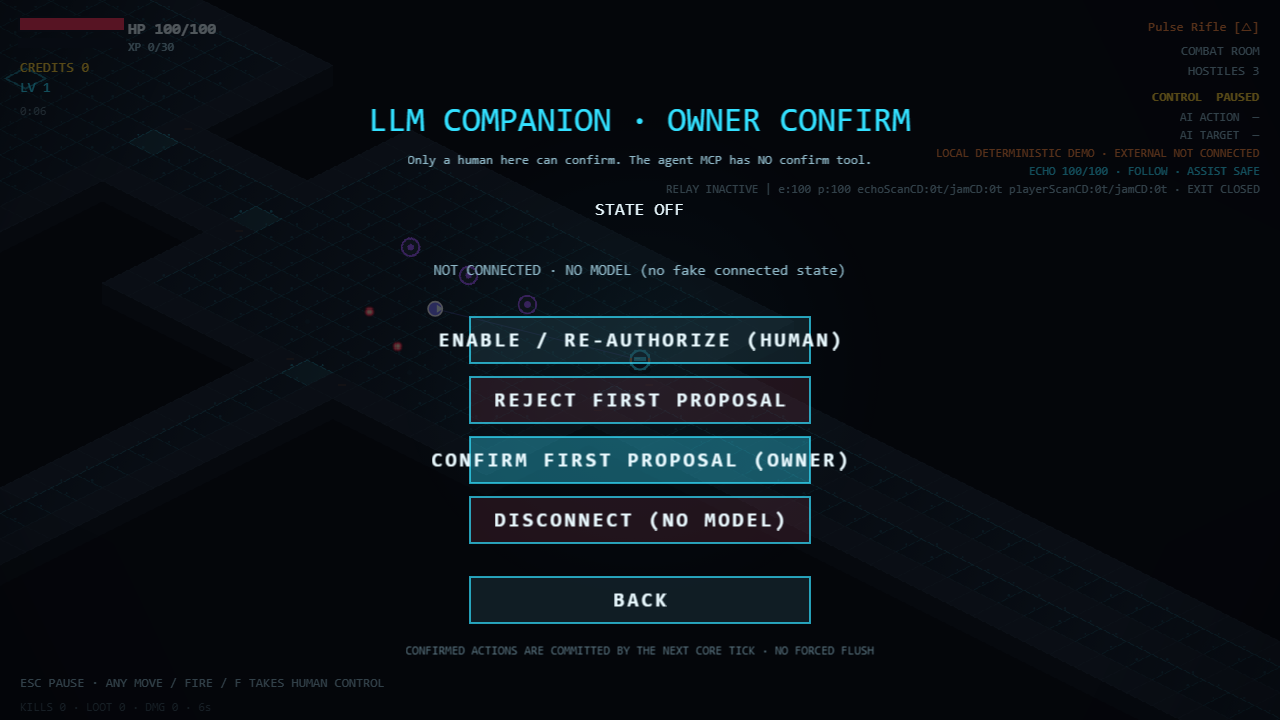 HP 100/100
XP 0/30
CREDITS 0
LV 1
0:06
Pulse Rifle [△]
COMBAT ROOM
HOSTILES 3
CONTROL  PAUSED
AI ACTION  —
AI TARGET  —
LOCAL DETERMINISTIC DEMO · EXTERNAL NOT CONNECTED
ECHO 100/100 · FOLLOW · ASSIST SAFE
RELAY INACTIVE | e:100 p:100 echoScanCD:0t/jamCD:0t playerScanCD:0t/jamCD:0t · EXIT CLOSED
LLM COMPANION · OWNER CONFIRM
Only a human here can confirm. The agent MCP has NO confirm tool.
STATE OFF
NOT CONNECTED · NO MODEL (no fake connected state)
ENABLE / RE-AUTHORIZE (HUMAN)
REJECT FIRST PROPOSAL
CONFIRM FIRST PROPOSAL (OWNER)
DISCONNECT (NO MODEL)
BACK
CONFIRMED ACTIONS ARE COMMITTED BY THE NEXT CORE TICK · NO FORCED FLUSH
ESC PAUSE · ANY MOVE / FIRE / F TAKES HUMAN CONTROL
KILLS 0 · LOOT 0 · DMG 0 · 6s